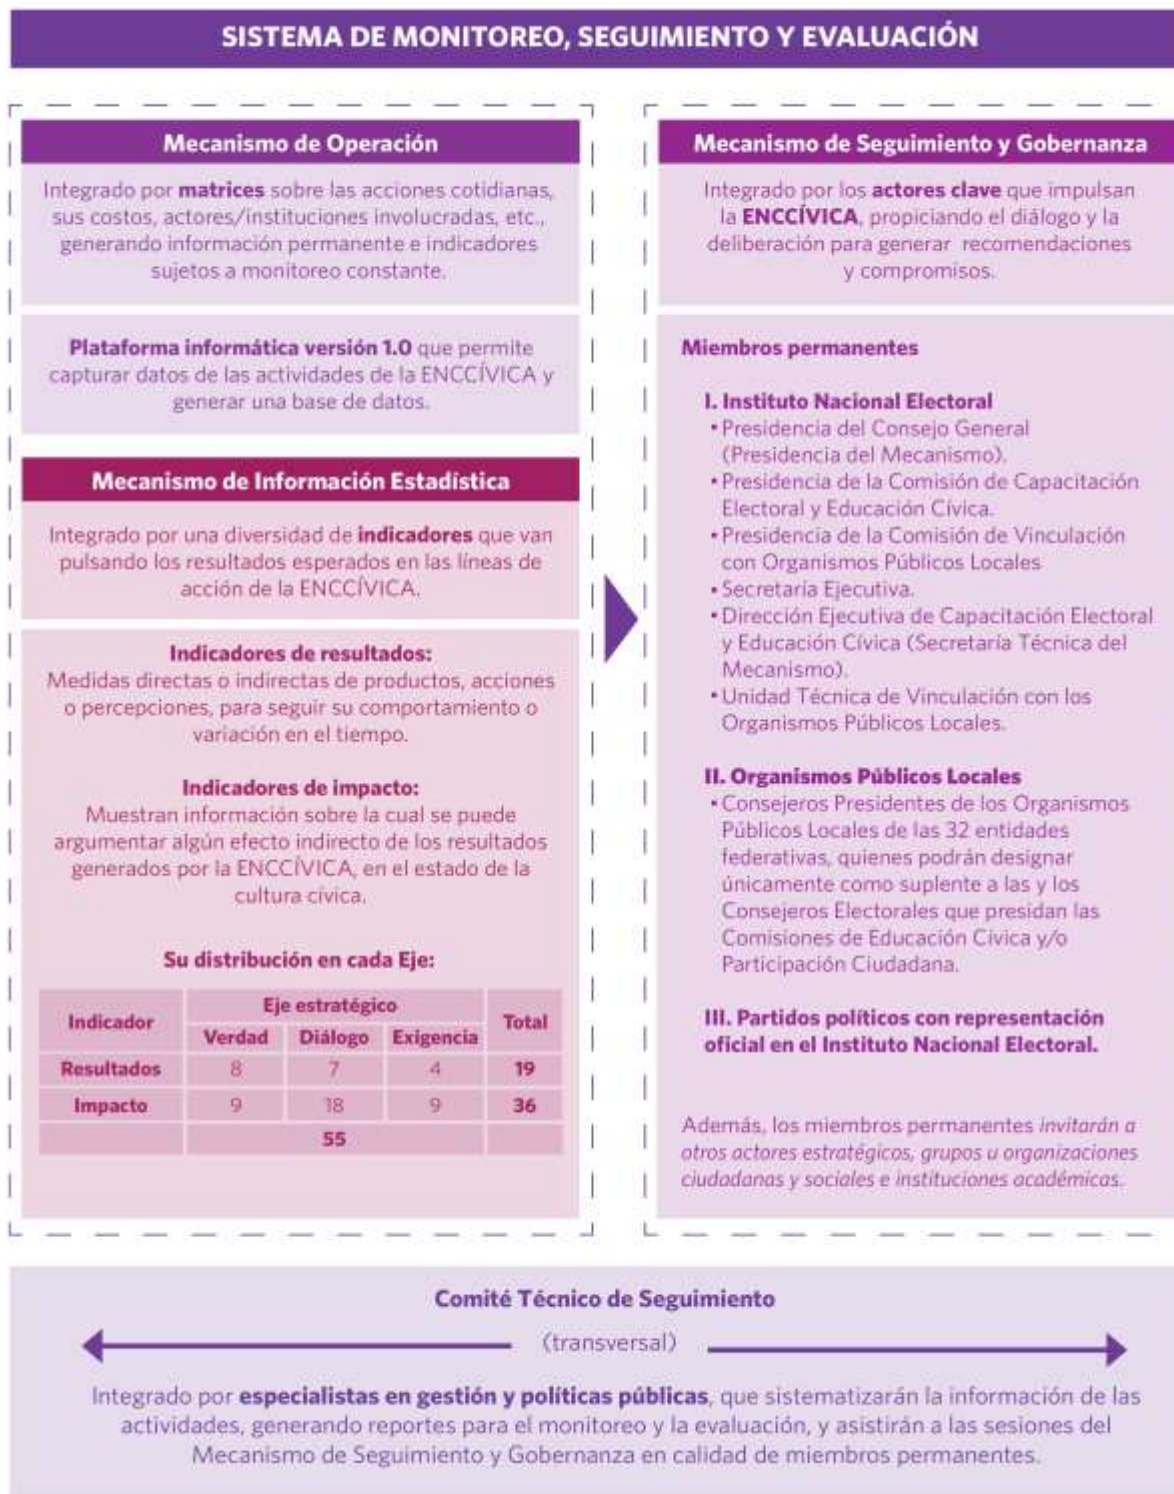 SISTEMA DE MONITOREO, SEGUIMIENTO Y EVALUACIÓN
Mecanismo de Operación
Integrado por matrices sobre las acciones cotidianas,
sus costos, actores/instituciones involucradas, etc.,
generando información permanente e indicadores
sujetos a monitoreo constante.
Plataforma informática versión 1.0 que permite
capturar datos de las actividades de la ENCCÍVICA y
generar una base de datos.
Mecanismo de Información Estadística
Integrado por una diversidad de indicadores que van
pulsando los resultados esperados en las líneas de
acción de la ENCCÍVICA.
Indicadores de resultados:
Medidas directas o indirectas de productos, acciones
o percepciones, para seguir su comportamiento o
variación en el tiempo.
Indicadores de impacto:
Muestran información sobre la cual se puede
argumentar algún efecto indirecto de los resultados
generados por la ENCCÍVICA, en el estado de la
cultura cívica.
Su distribución en cada Eje:
Indicador Eje estratégico Total
Verdad Diálogo Exigencia
Resultados 8 7 4 19
Impacto 9 18 9 36
55
Mecanismo de Seguimiento y Gobernanza
Integrado por los actores clave que impulsan
la ENCCÍVICA, propiciando el diálogo y la
deliberación para generar recomendaciones
y compromisos.
Miembros permanentes
I. Instituto Nacional Electoral
• Presidencia del Consejo General
(Presidencia del Mecanismo).
• Presidencia de la Comisión de Capacitación
Electoral y Educación Cívica.
• Presidencia de la Comisión de Vinculación
con Organismos Públicos Locales
• Secretaría Ejecutiva.
• Dirección Ejecutiva de Capacitación Electoral
y Educación Cívica (Secretaría Técnica del
Mecanismo).
• Unidad Técnica de Vinculación con los
Organismos Públicos Locales.
II. Organismos Públicos Locales
• Consejeros Presidentes de los Organismos
Públicos Locales de las 32 entidades
federativas, quienes podrán designar
únicamente como suplente a las y los
Consejeros Electorales que presidan las
Comisiones de Educación Cívica y/o
Participación Ciudadana.
III. Partidos políticos con representación
oficial en el Instituto Nacional Electoral.
Además, los miembros permanentes invitarán a
otros actores estratégicos, grupos u organizaciones
ciudadanas y sociales e instituciones académicas.
Comité Técnico de Seguimiento
(transversal)
Integrado por especialistas en gestión y políticas públicas, que sistematizarán la información de las
actividades, generando reportes para el monitoreo y la evaluación, y asistirán a las sesiones del
Mecanismo de Seguimiento y Gobernanza en calidad de miembros permanentes.